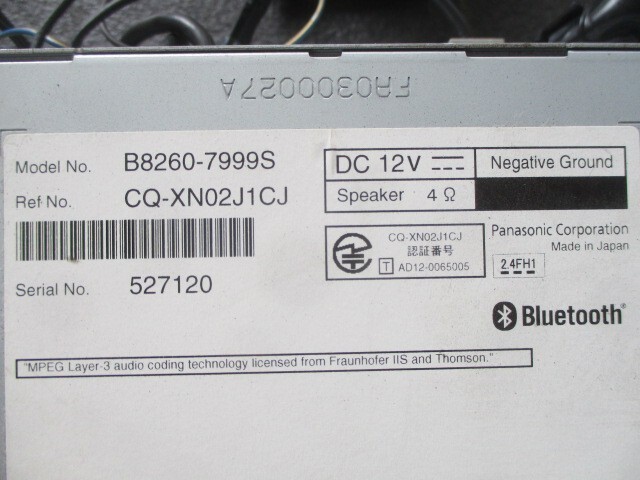 FA0300027A
Model No. B8260-7999S
Ref No. CQ-XN02J1CJ
Serial No. 527120
DC 12V
Negative Ground
Speaker 4 Ω
CQ-XN02J1CJ
認証番号
T AD12-0065005
Panasonic Corporation
Made in Japan
2.4FH1
Bluetooth®
"MPEG Layer-3 audio coding technology licensed from Fraunhofer IIS and Thomson."